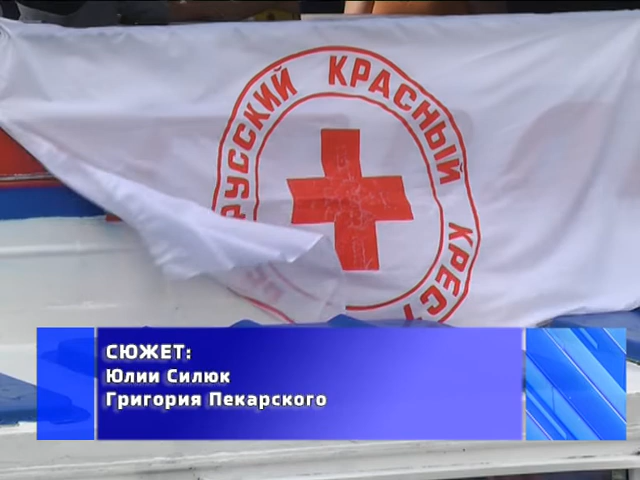 РУССКИЙ КРАСНЫЙ КРЕСТ
СЮЖЕТ:
Юлии Силюк
Григория Пекарского